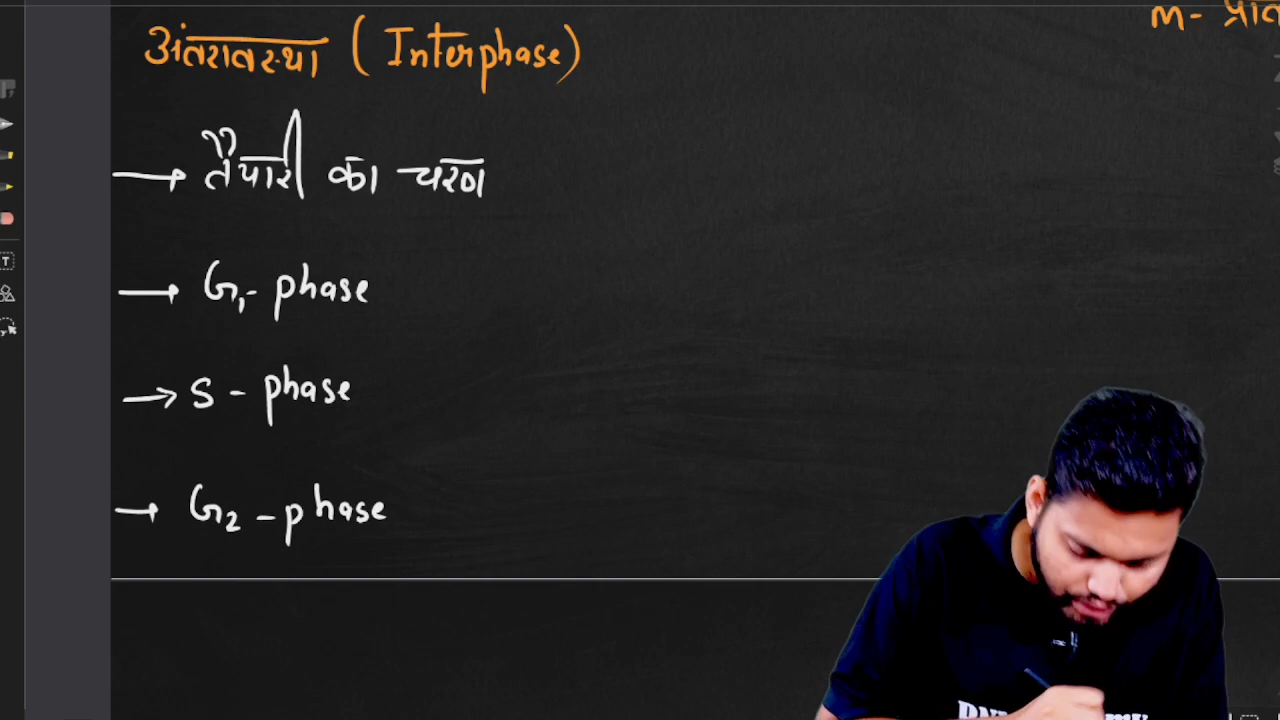 m-
अंतरावस्था (Interphase)
→ तैयारी का चरण
→ G₁- phase
→ S - phase
→ G₂ - phase